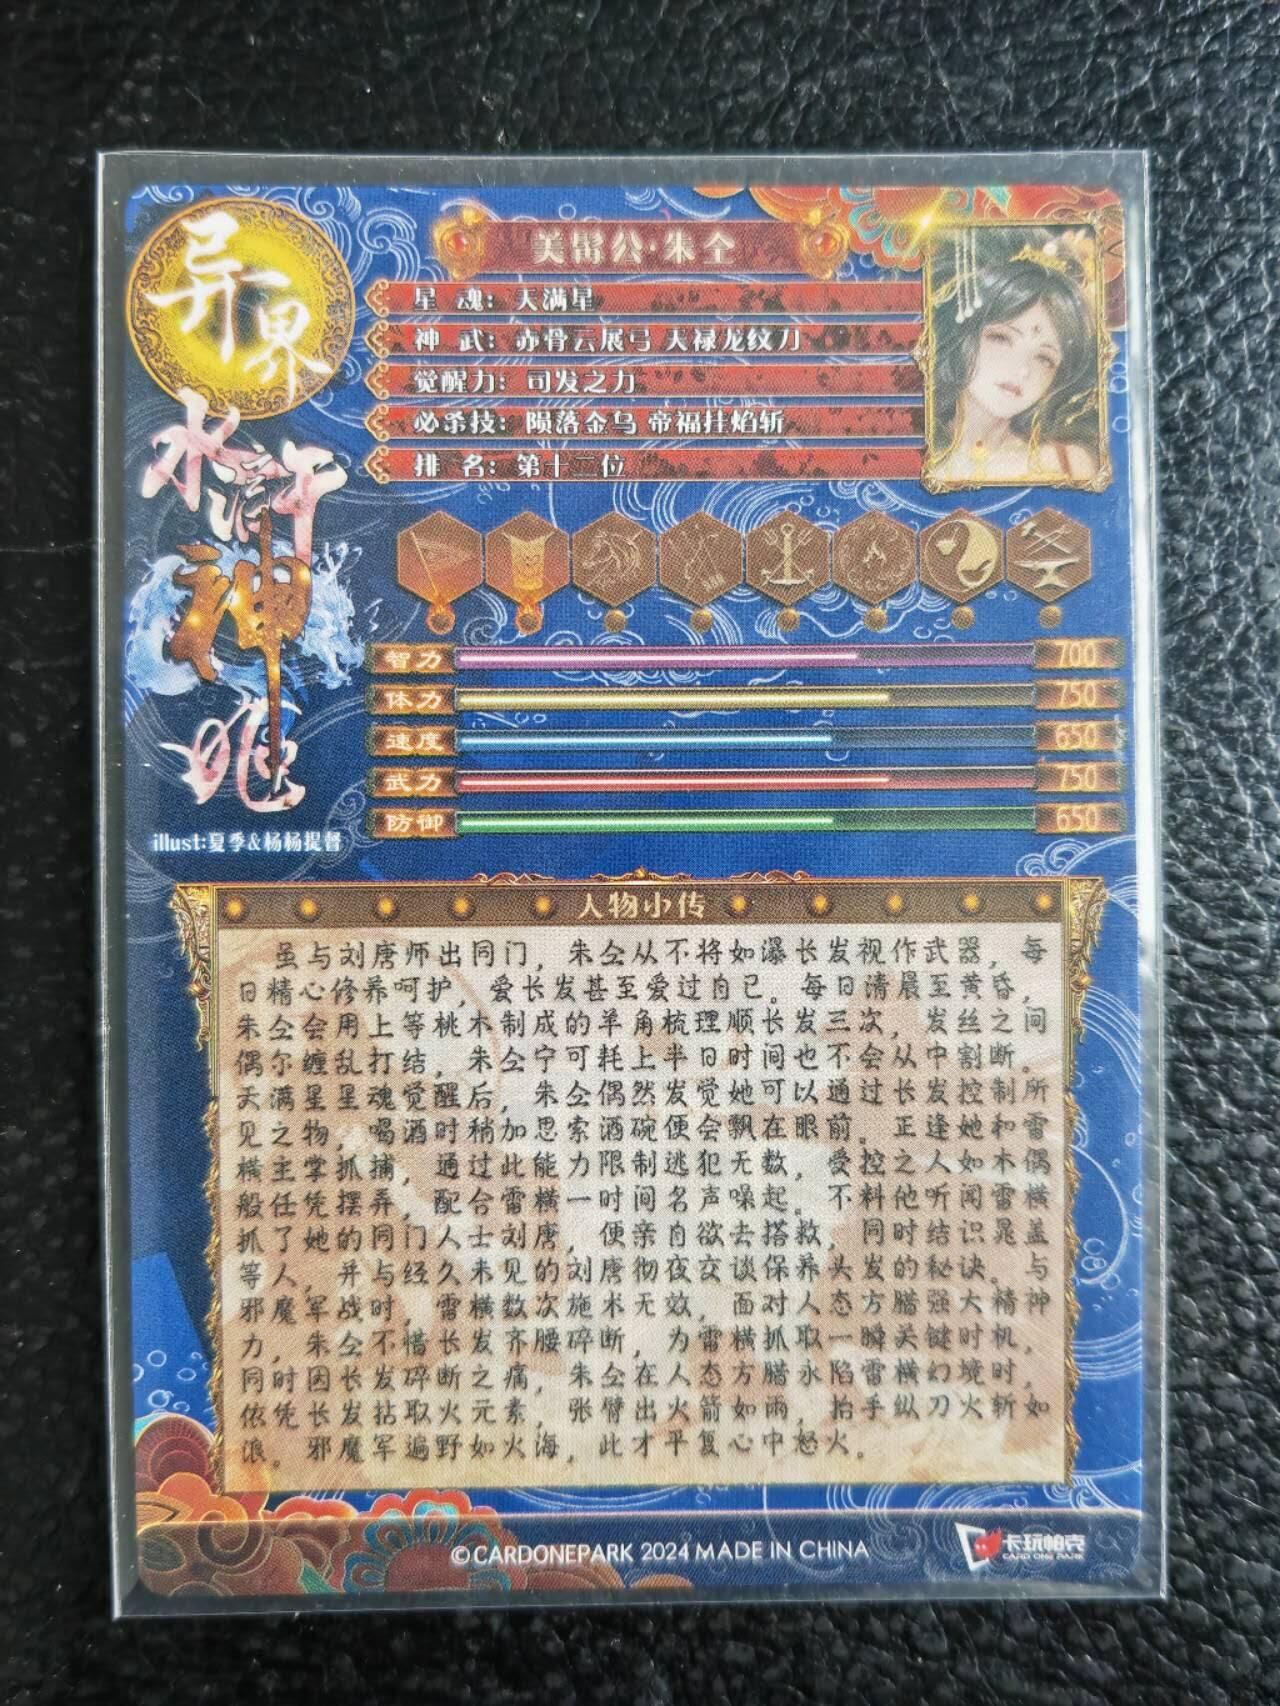 异界
水浒
神
兆
illust:夏季&杨杨提督
美髯公·朱仝
星 魂：天满星
神 武：赤骨云展弓 天禄龙纹刀
觉醒力：司发之力
必杀技：陨落金乌 帝福挂焰斩
排 名：第十二位
智力 700
体力 750
速度 650
武力 750
防御 650
人物小传
虽与刘唐师出同门，朱仝从不将如瀑长发视作武器，每
日精心修养呵护，爱长发甚至爱过自己。每日清晨至黄昏，
朱仝会用上等桃木制成的羊角梳理顺长发三次，发丝之间
偶尔缠乱打结，朱仝宁可耗上半日时间也不会从中割断。
天满星星魂觉醒后，朱仝偶然发觉她可以通过长发控制所
见之物，喝酒时稍加思索酒碗便会飘在眼前。正逢她和雷
横主掌抓捕，通过此能力限制逃犯无数，受控之人如木偶
般任凭摆弄，配合雷横一时间名声噪起。不料他听闻雷横
抓了她的同门人士刘唐，便亲自欲去搭救，同时结识晁盖
等人，并与经久未见的刘唐彻夜交谈保养头发的秘诀。与
邪魔军战时，雷横数次施术无效，面对人态方腊强大精神
力，朱仝不惜长发齐腰碎断，为雷横抓取一瞬关键时机，
同时因长发碎断之痛，朱仝在人态方腊永陷雷横幻境时，
依凭长发拈取火元素，张臂出火箭如雨，抬手纵刀火斩如
浪。邪魔军遍野如火海，此才平复心中怒火。
©CARDONEPARK 2024 MADE IN CHINA
卡玩帕克
CARD ONE PARK